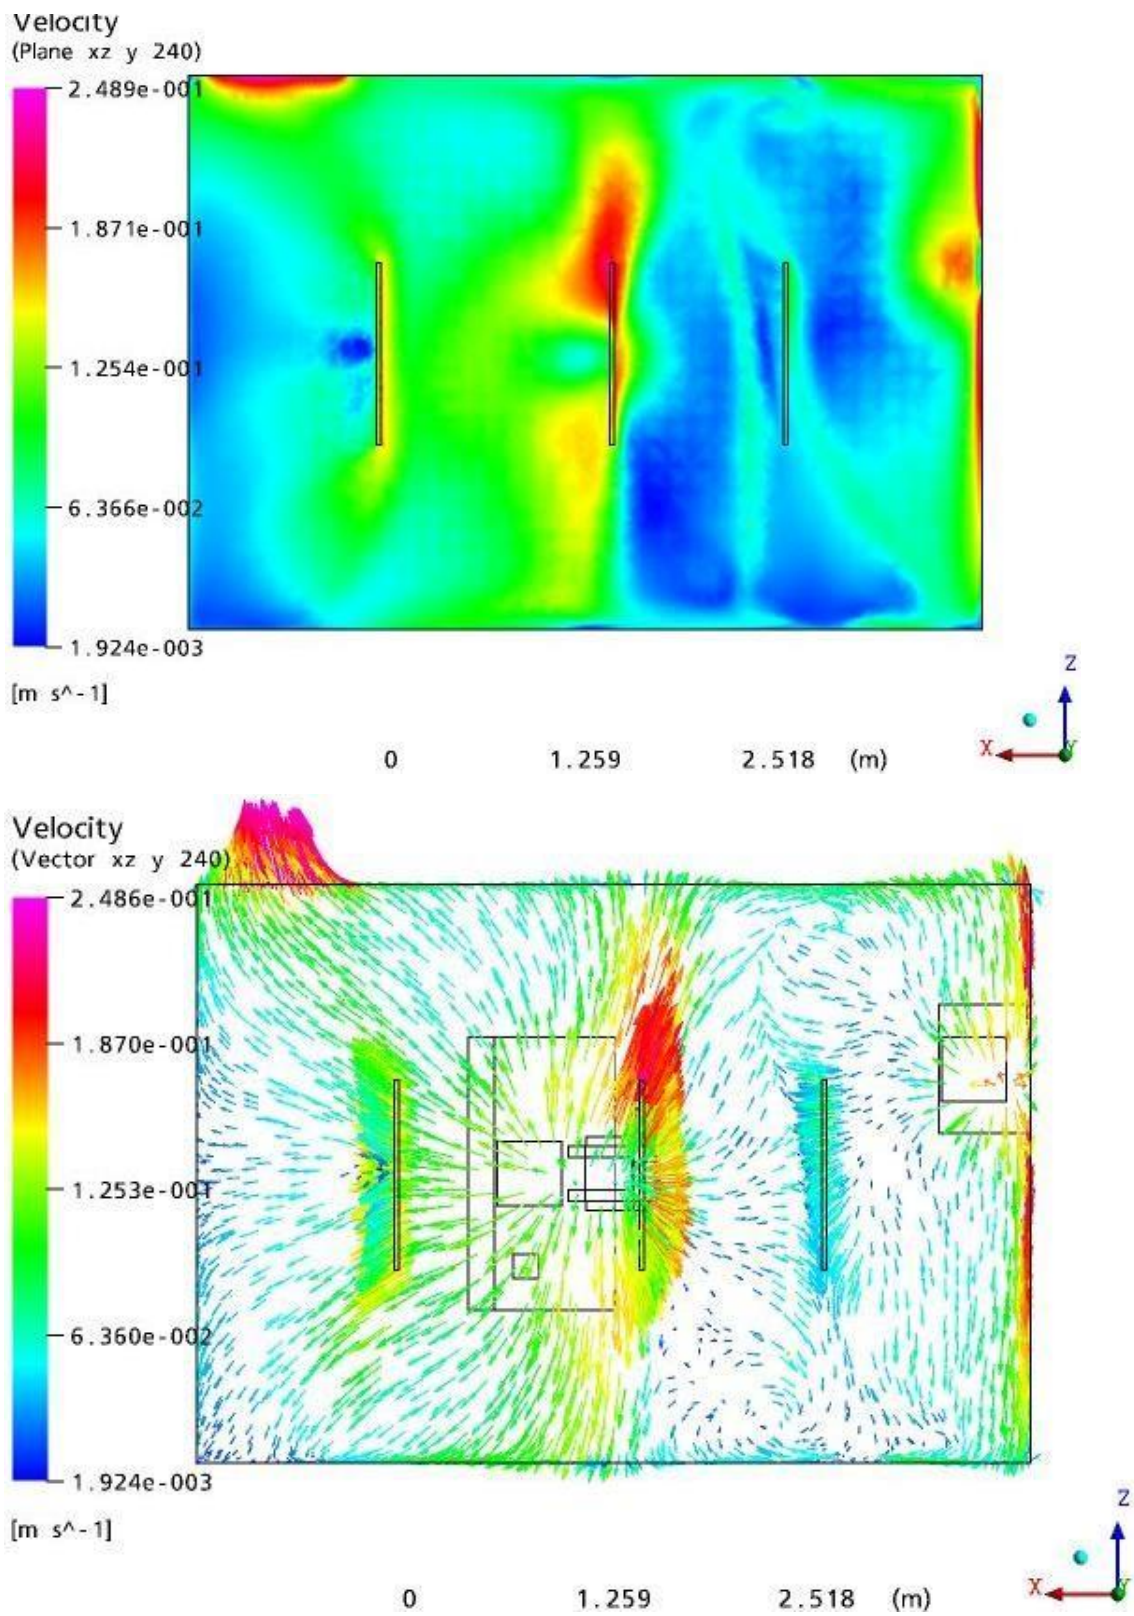 Velocity
(Plane xz y 240)
2.489e-001
1.871e-001
1.254e-001
6.366e-002
1.924e-003
[m s^-1]
Z
X
Y
0 1.259 2.518 (m)
Velocity
(Vector xz y 240)
2.486e-001
1.870e-001
1.253e-001
6.360e-002
1.924e-003
[m s^-1]
Z
X
Y
0 1.259 2.518 (m)